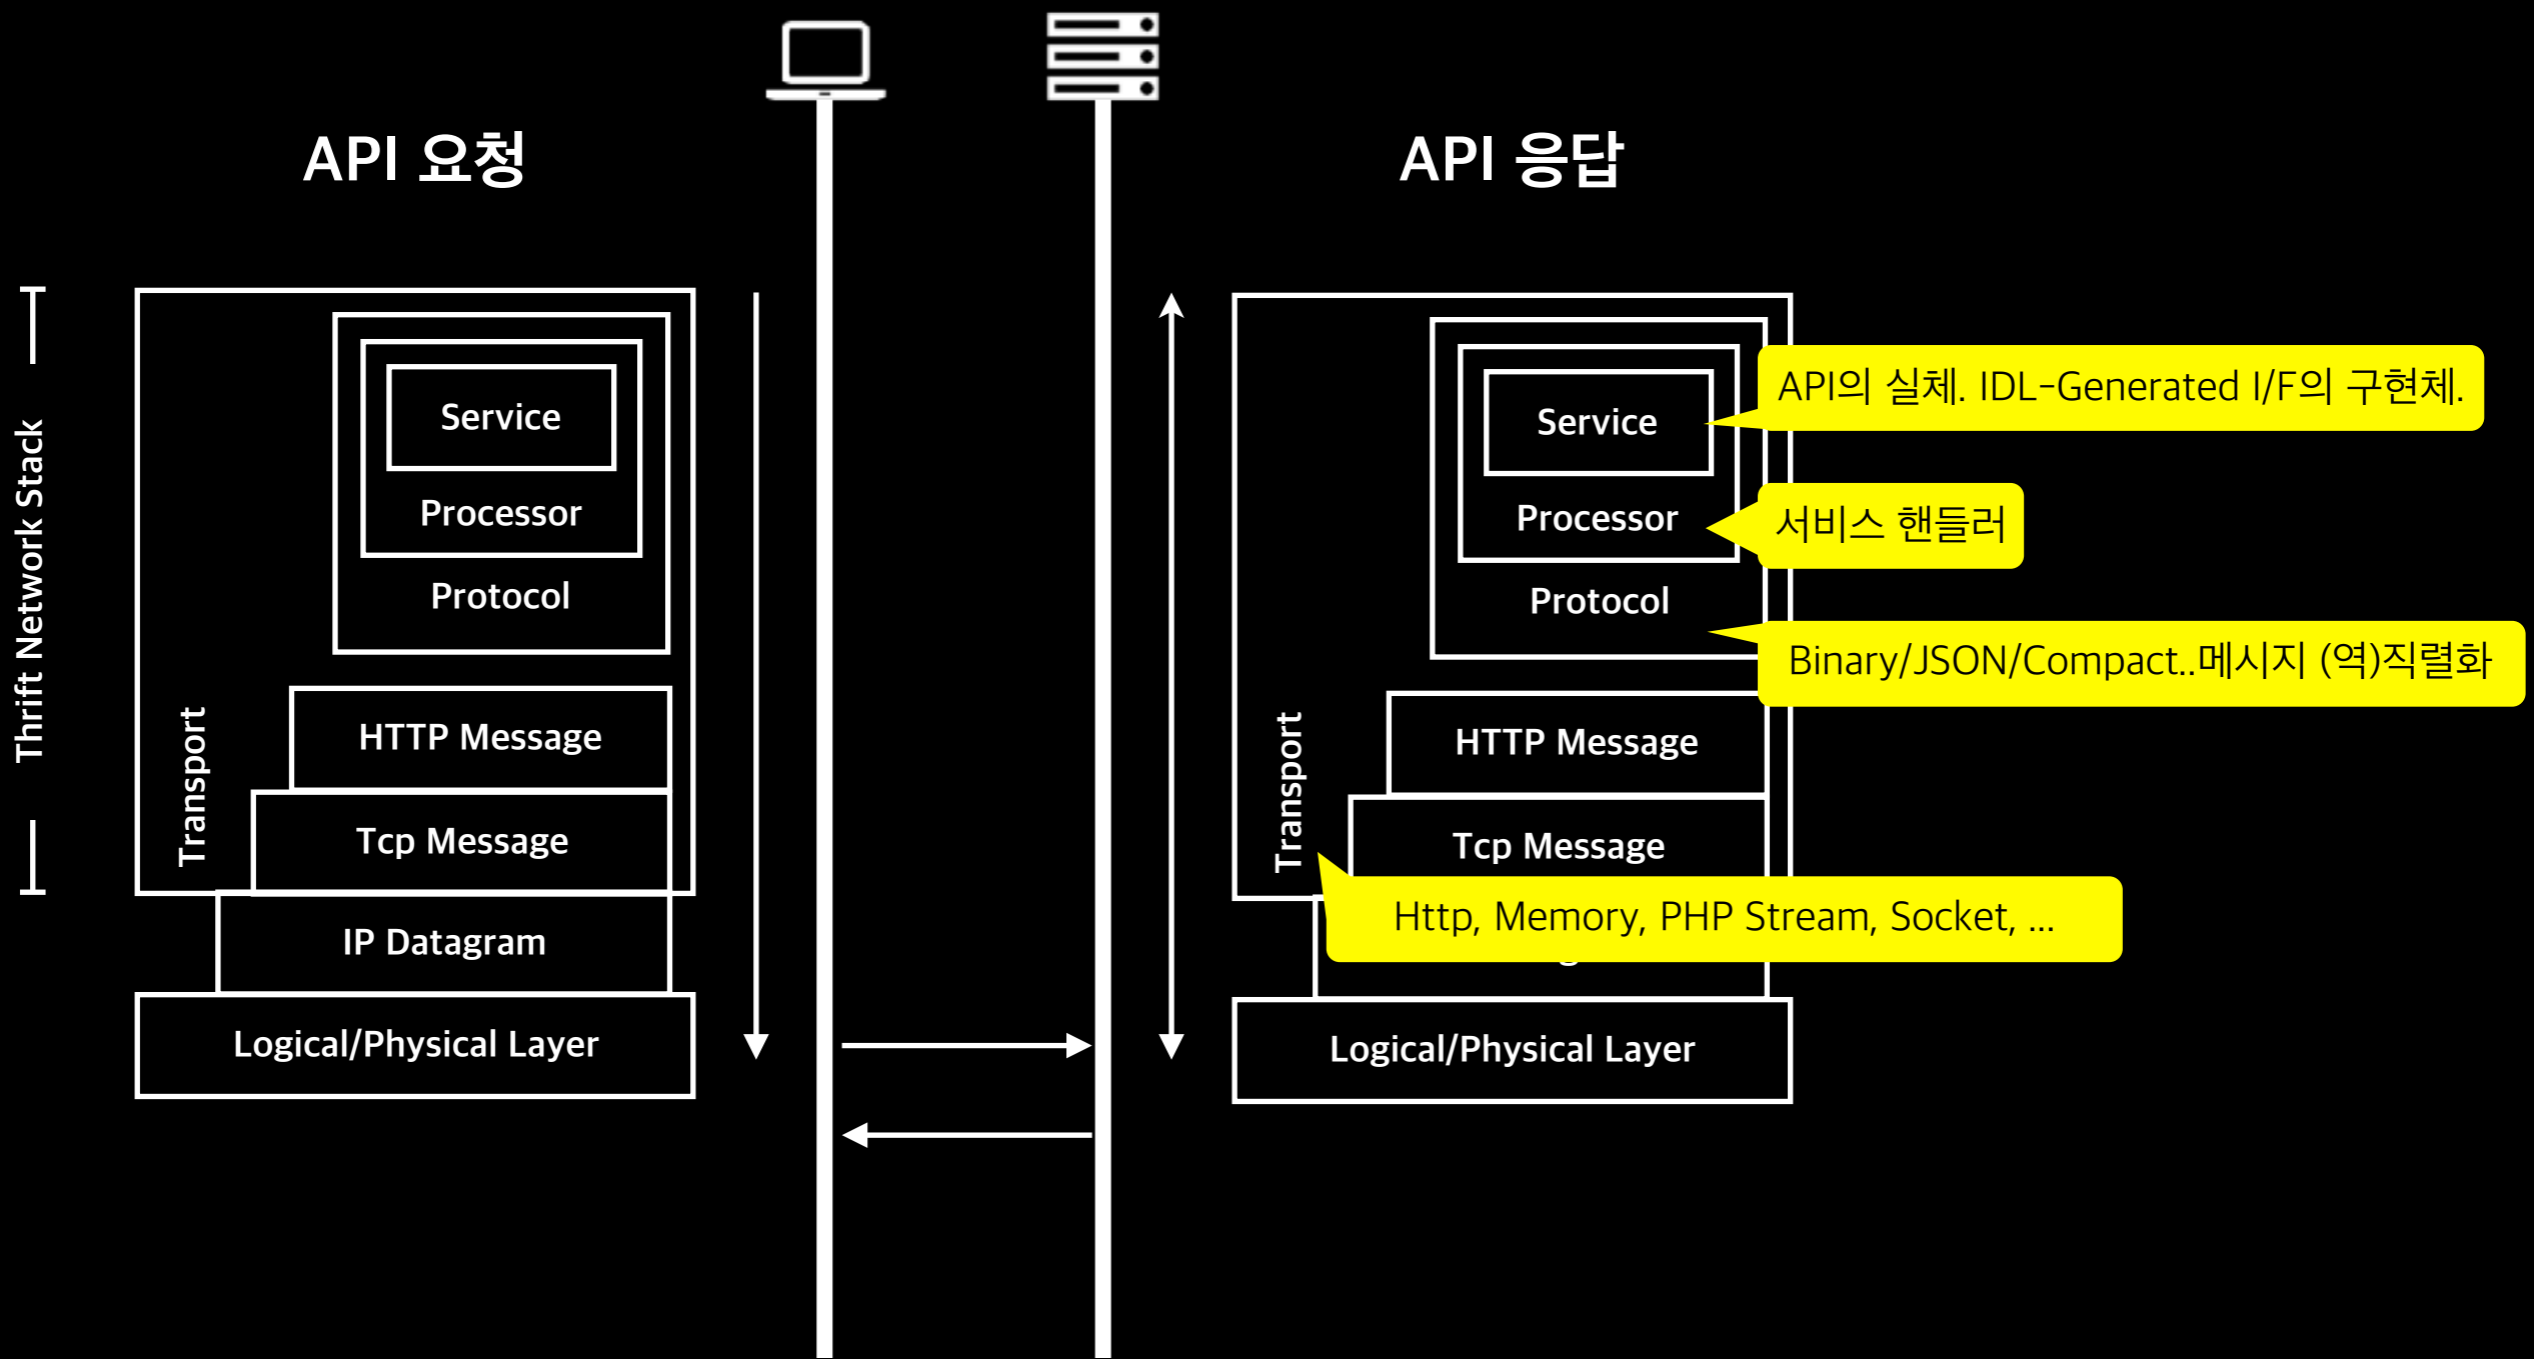 API 요청
API 응답
Thrift Network Stack
Transport
Service
Processor
Protocol
HTTP Message
Tcp Message
IP Datagram
Logical/Physical Layer
Transport
Service
API의 실체. IDL-Generated I/F의 구현체.
Processor
서비스 핸들러
Protocol
Binary/JSON/Compact..메시지 (역)직렬화
HTTP Message
Tcp Message
Http, Memory, PHP Stream, Socket, ...
Logical/Physical Layer